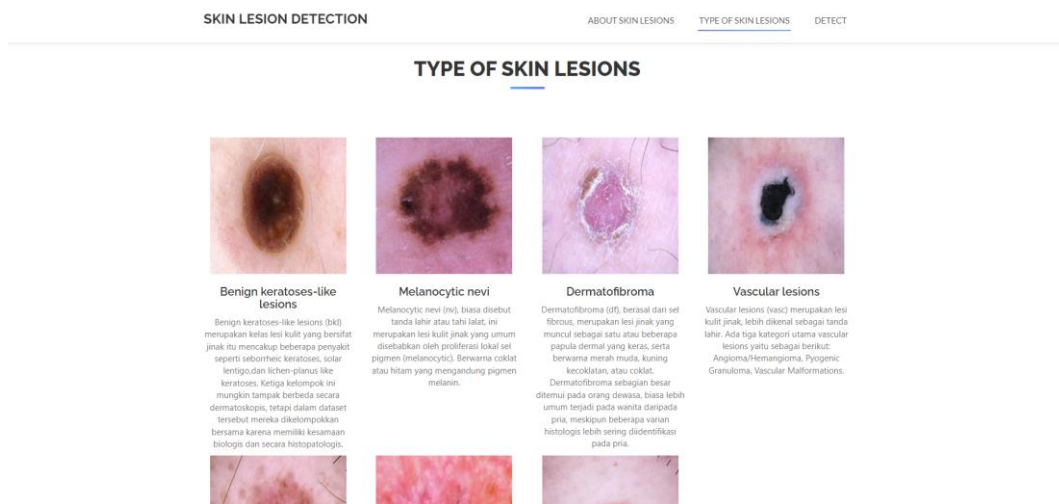 SKIN LESION DETECTION
ABOUT SKIN LESIONS
TYPE OF SKIN LESIONS
DETECT
TYPE OF SKIN LESIONS
Benign keratoses-like
lesions
Benign keratoses-like lesions (bkl)
merupakan kelas lesi kulit yang bersifat
jinak itu mencakup beberapa penyakit
seperti seborrheic keratoses, solar
lentigo,dan lichen-planus like
keratoses. Ketiga kelompok ini
mungkin tampak berbeda secara
dermatoskopis, tetapi dalam dataset
tersebut mereka dikelompokkan
bersama karena memiliki kesamaan
biologis dan secara histopatologis.
Melanocytic nevi
Melanocytic nevi (nv), biasa disebut
tanda lahir atau tahi lalat, ini
merupakan lesi kulit jinak yang umum
disebabkan oleh proliferasi lokal sel
pigmen (melanocytic). Berwarna coklat
atau hitam yang mengandung pigmen
melanin.
Dermatofibroma
Dermatofibroma (df), berasal dari sel
fibrous, merupakan lesi jinak yang
muncul sebagai satu atau beberapa
papula dermal yang keras, serta
berwarna merah muda, kuning
kecoklatan, atau coklat.
Dermatofibroma sebagian besar
ditemui pada orang dewasa, biasa lebih
umum terjadi pada wanita daripada
pria, meskipun beberapa varian
histologis lebih sering diidentifikasi
pada pria.
Vascular lesions
Vascular lesions (vasc) merupakan lesi
kulit jinak, lebih dikenal sebagai tanda
lahir. Ada tiga kategori utama vascular
lesions yaitu sebagai berikut:
Angioma/Hemangioma, Pyogenic
Granuloma, Vascular Malformations.